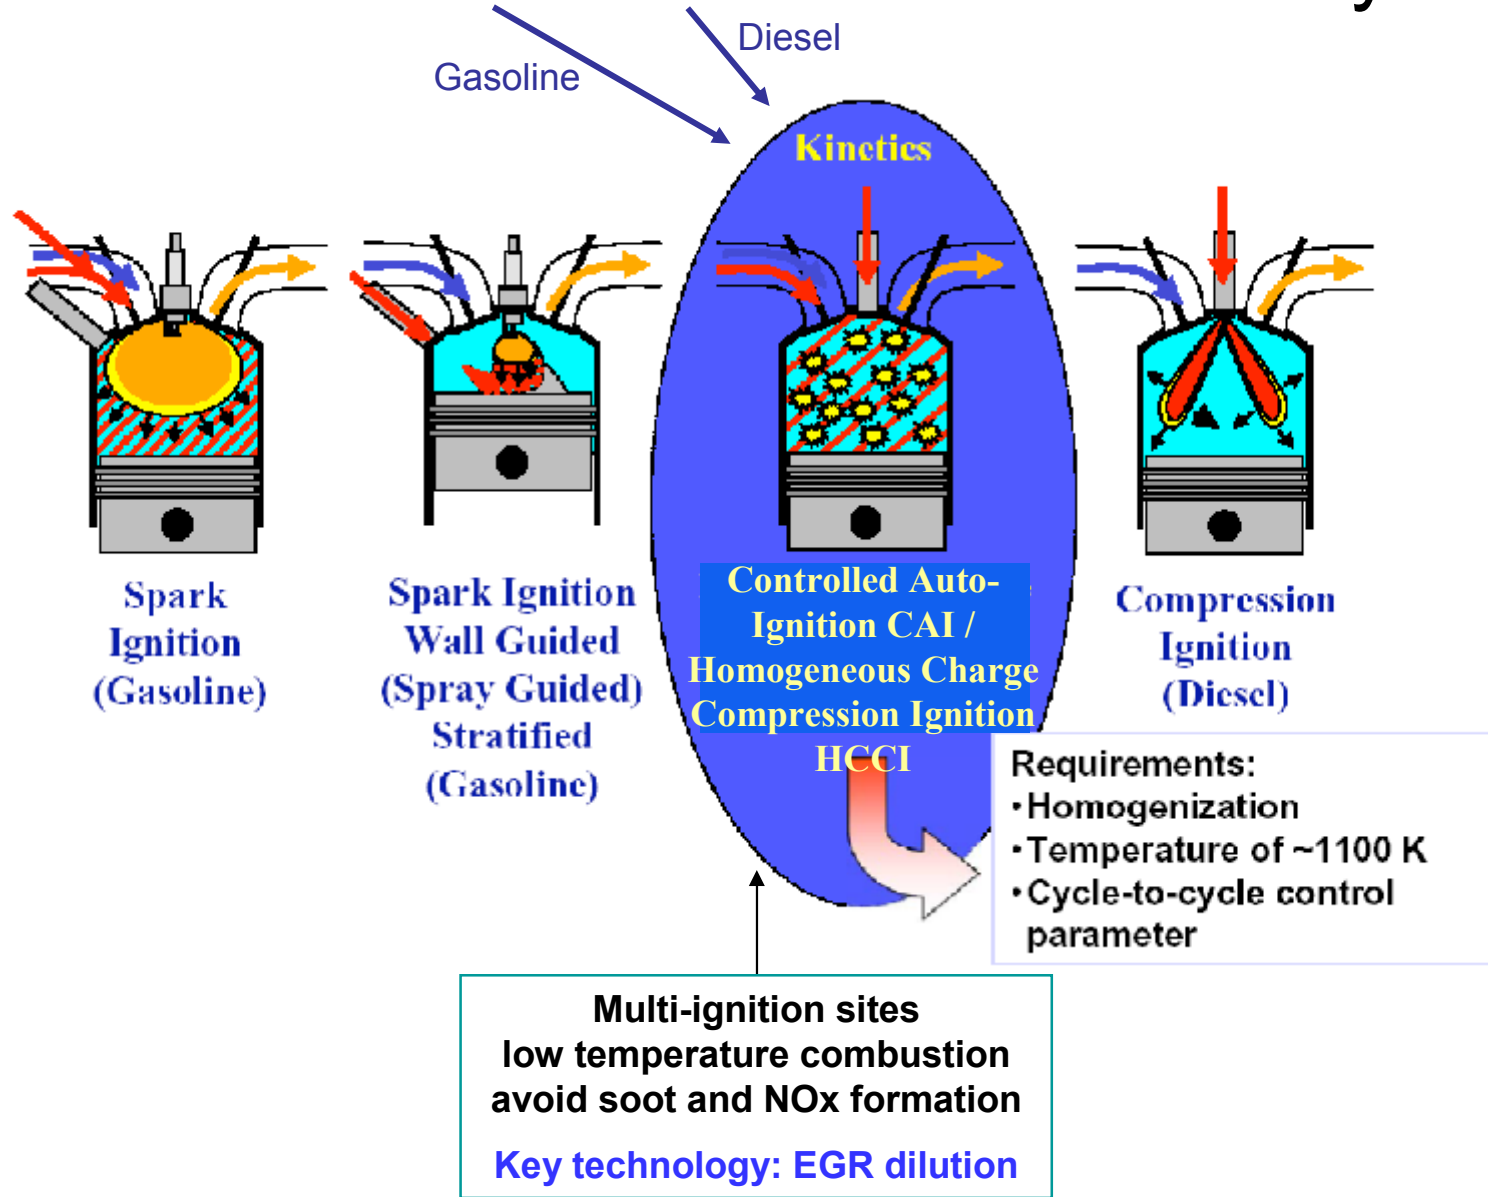 Diesel
Gasoline
Kinetics
Spark
Ignition
(Gasoline)
Spark Ignition
Wall Guided
(Spray Guided)
Stratified
(Gasoline)
Controlled Auto-
Ignition CAI /
Homogeneous Charge
Compression Ignition
HCCI
Compression
Ignition
(Diesel)
Requirements:
•Homogenization
•Temperature of ~1100 K
•Cycle-to-cycle control
parameter
Multi-ignition sites
low temperature combustion
avoid soot and NOx formation
Key technology: EGR dilution